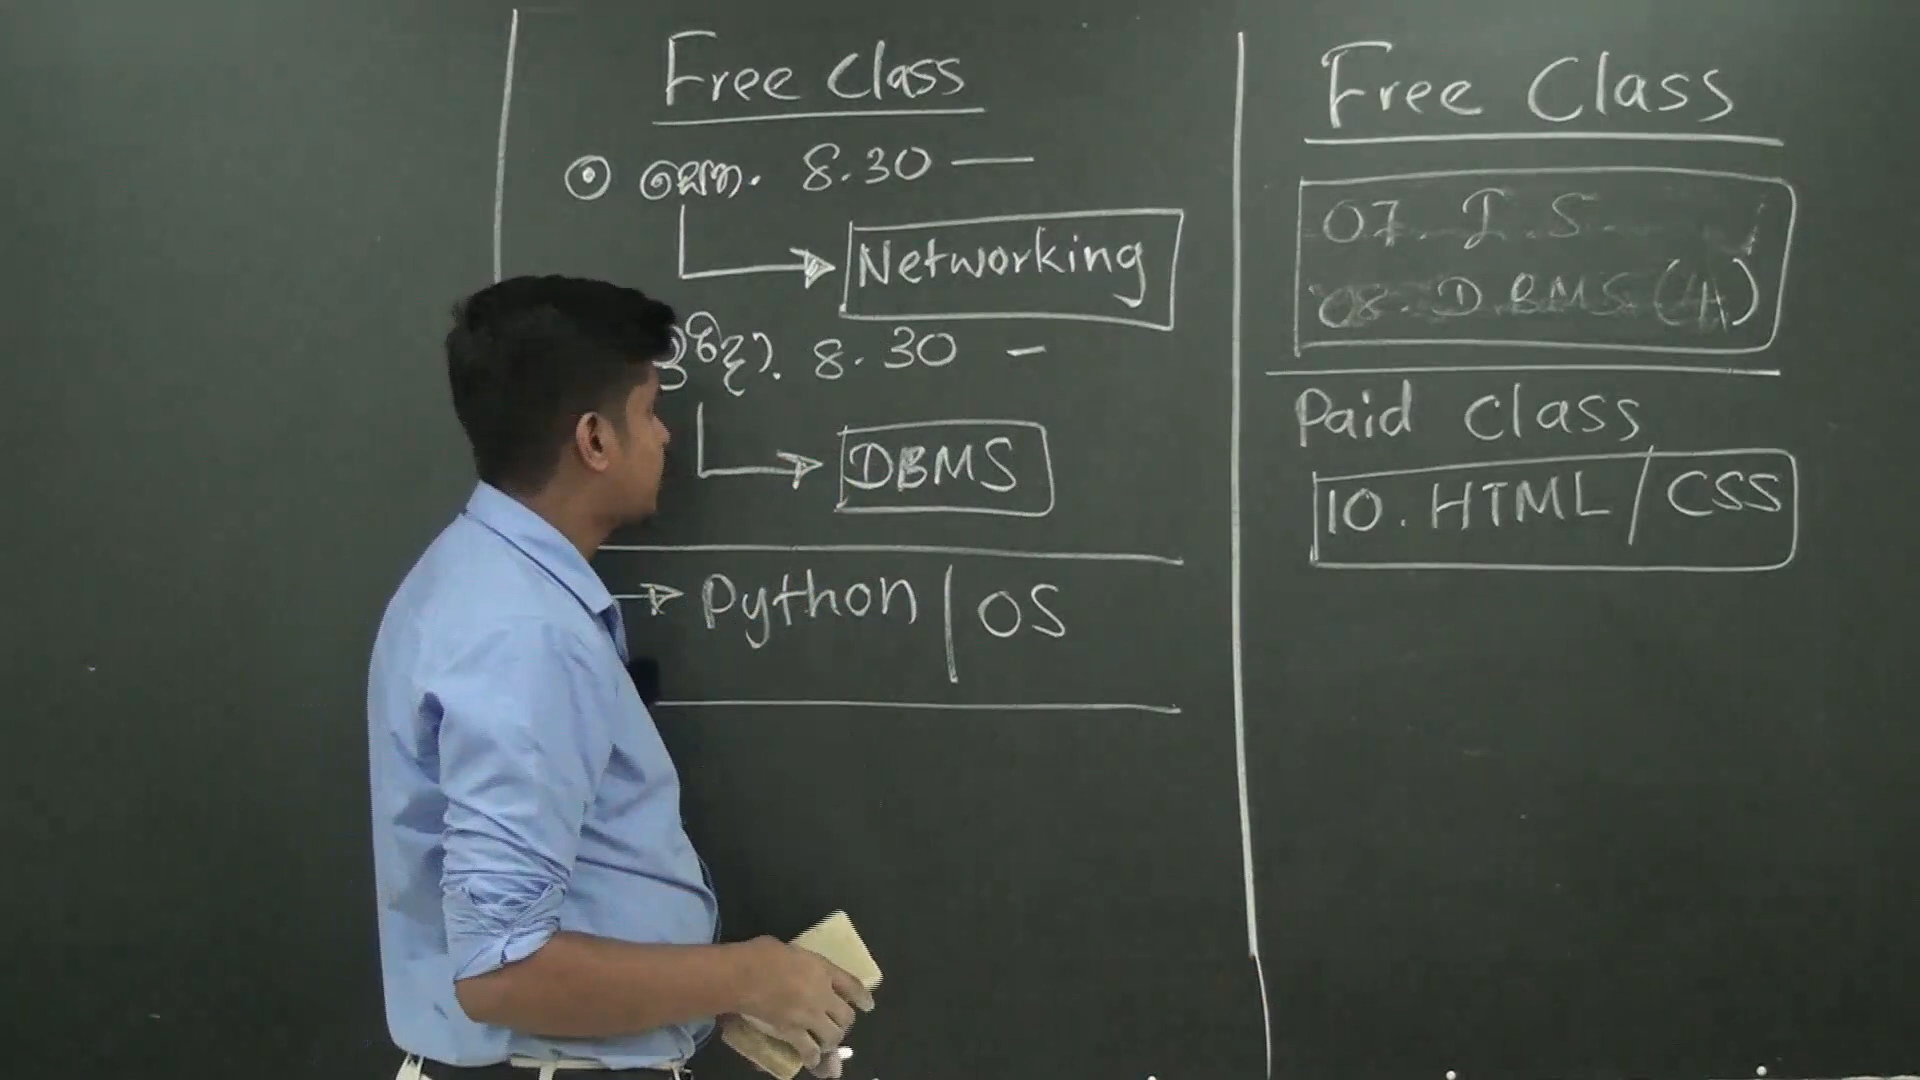 Free Class
සෙන. 8.30 —
Networking
8.30 -
DBMS
Python | OS
Free Class
07. I.S.
08. DBMS (A)
Paid Class
10. HTML / CSS